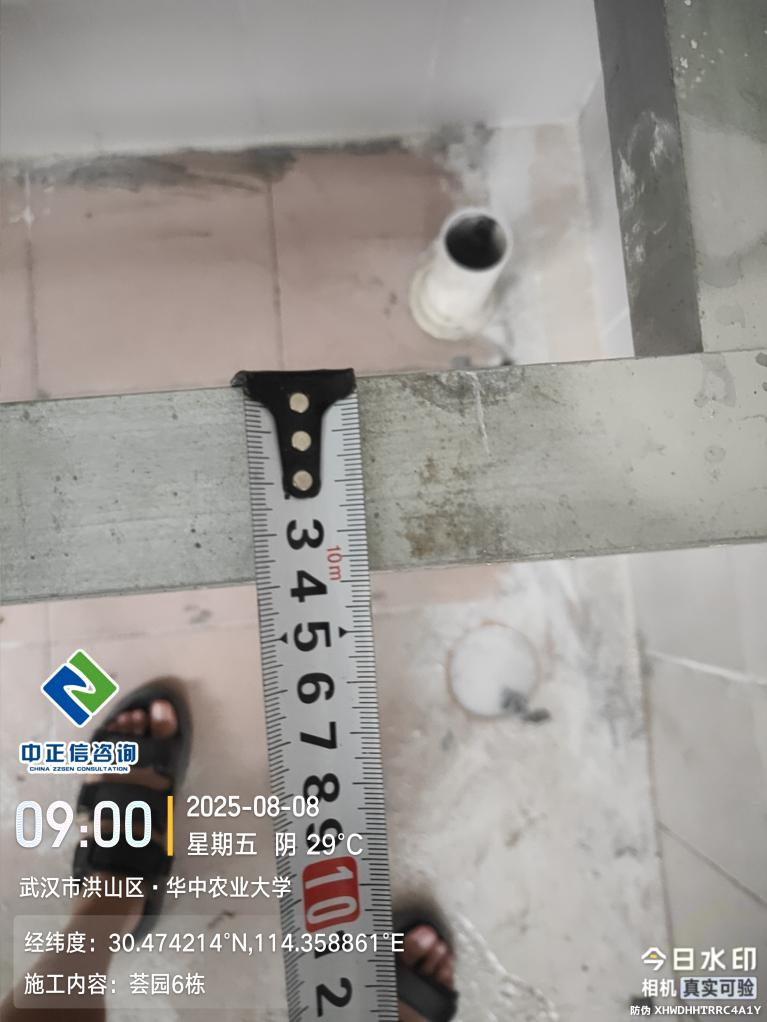 3
10m
4
5
6
7
8
9
10
1
2
中正信咨询
CHINA ZZSEN CONSULTATION
09:00
2025-08-08
星期五 阴 29℃
武汉市洪山区·华中农业大学
经纬度：30.474214°N,114.358861°E
施工内容：荟园6栋
今日水印
相机 真实可验
防伪 XHWDHHTRRC4A1Y